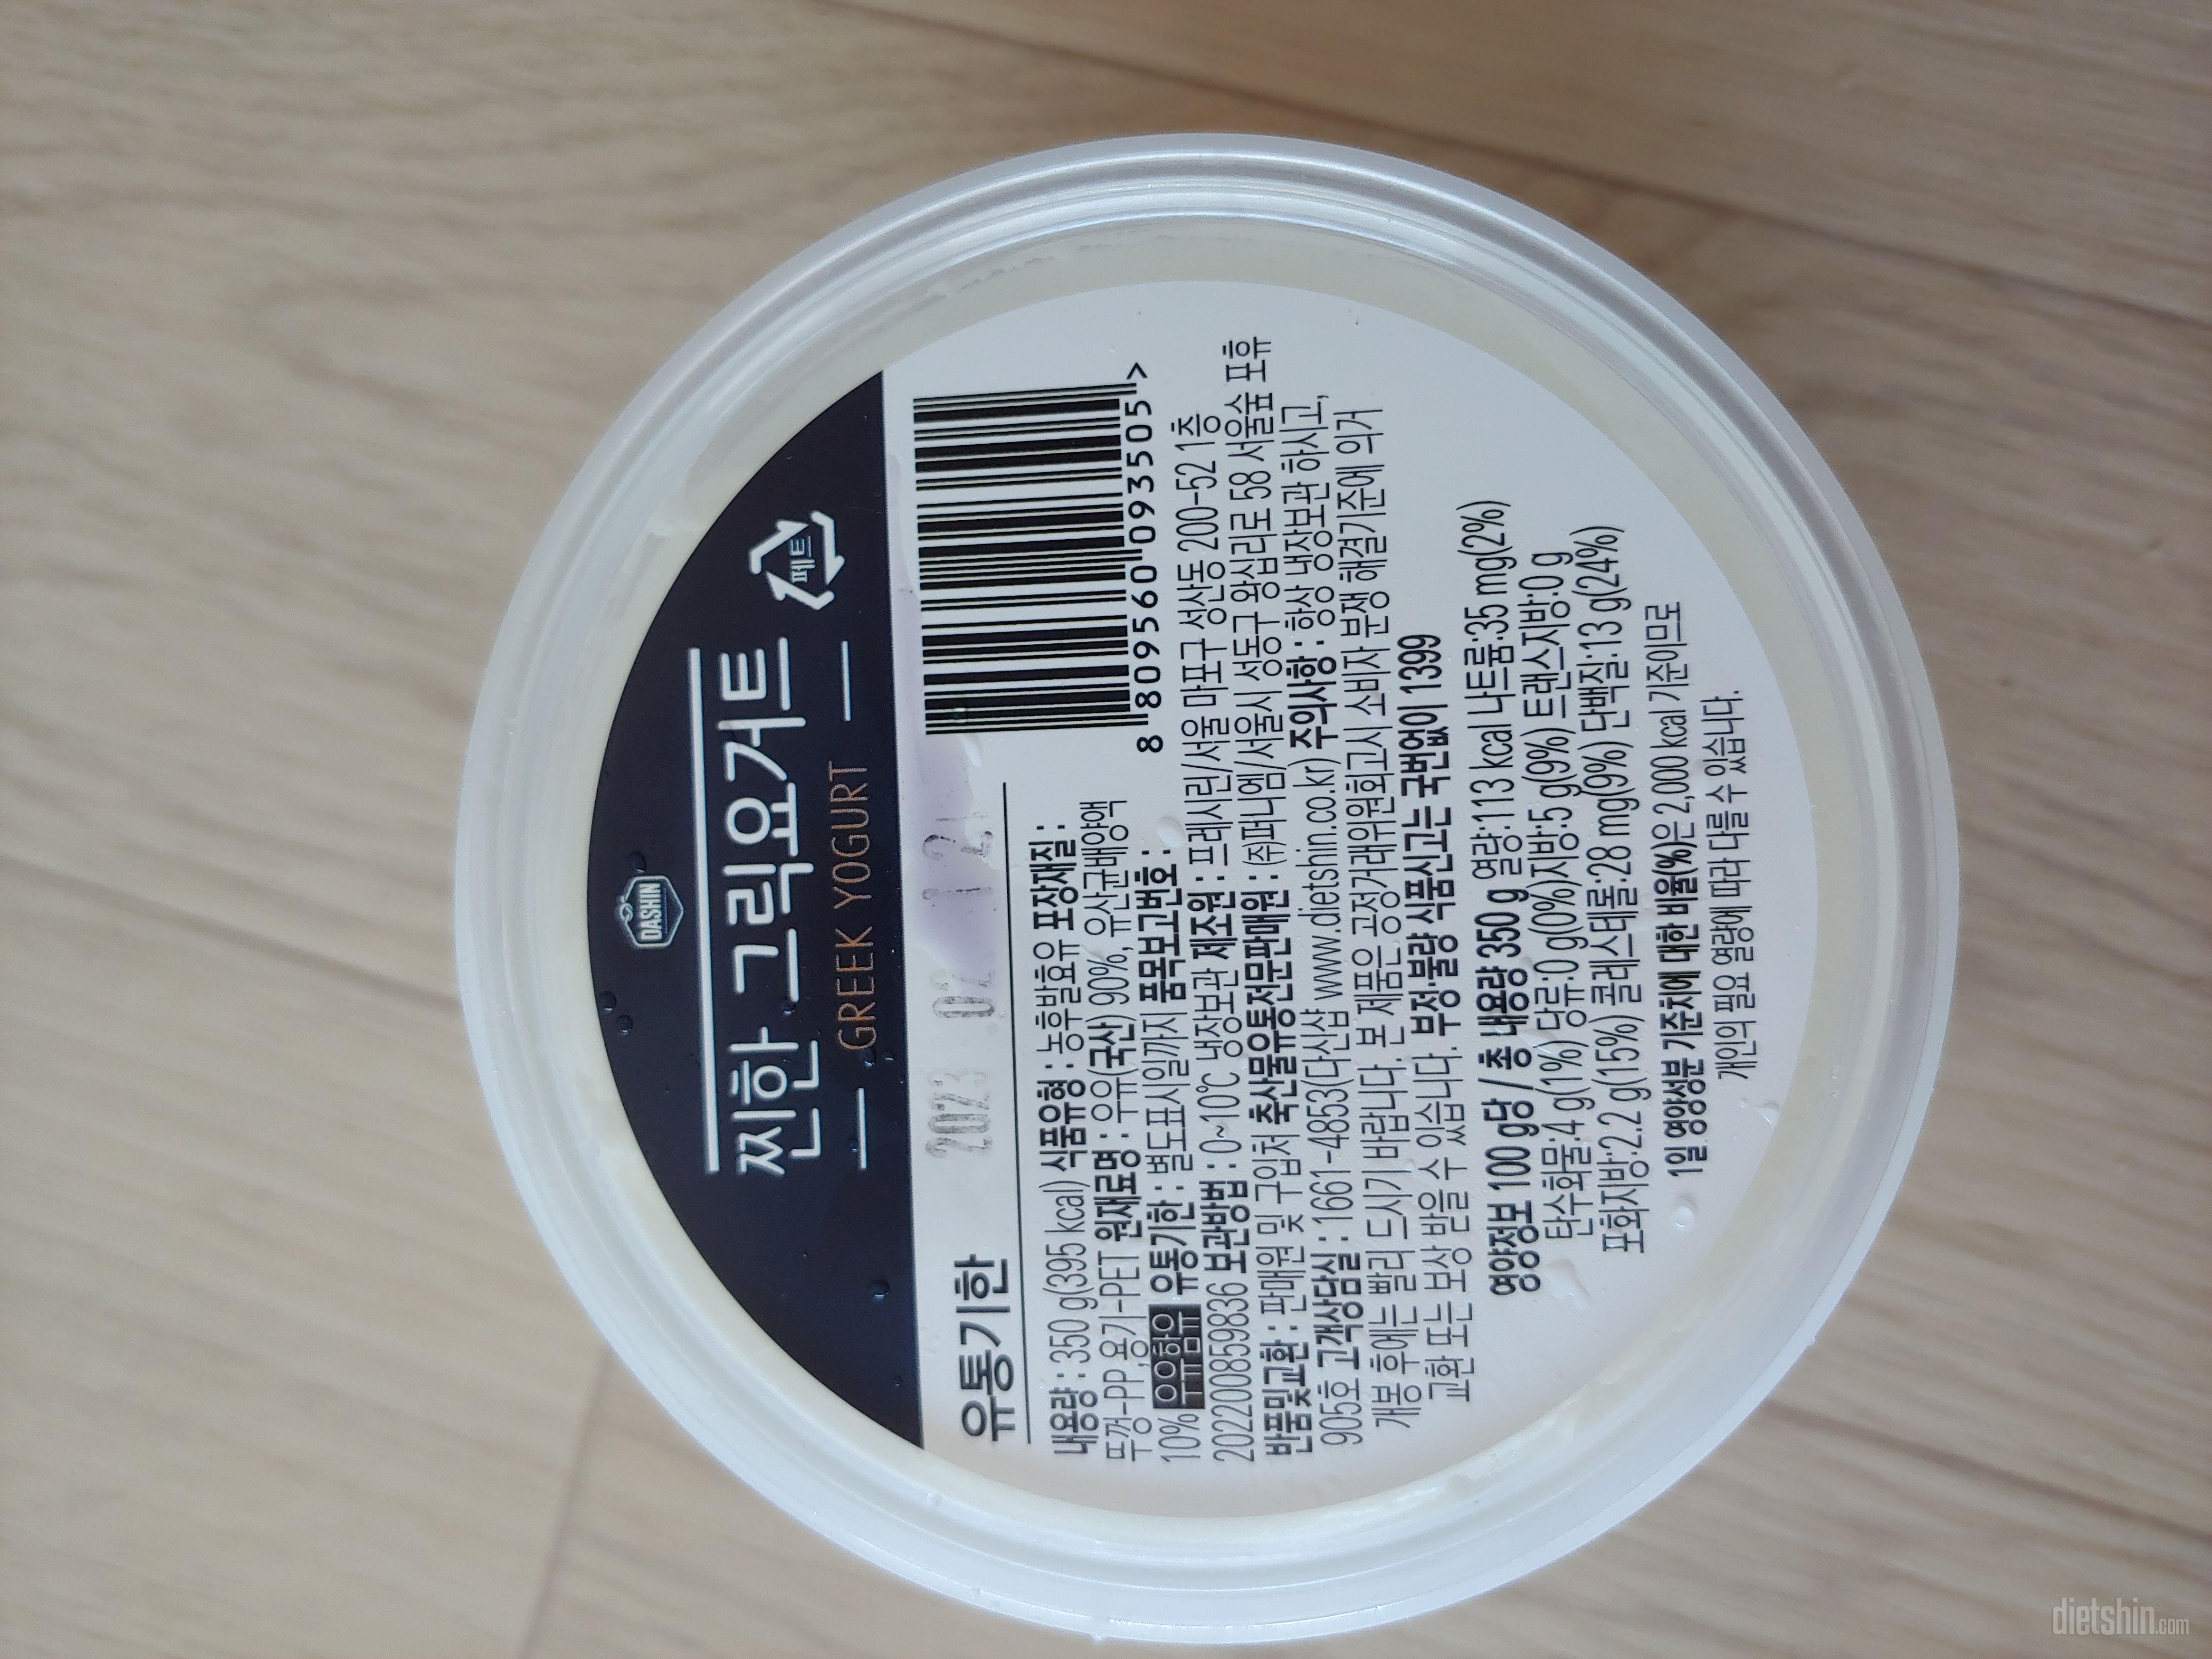 DASHIN
찐한 그릭요거트
GREEK YOGURT
페트
유통기한
2023 02 12
8 809560 093505 >
내용량 : 350 g(395 kcal) 식품유형 : 농후발효유 포장재질 :
뚜껑-PP,용기-PET 원재료명 : 우유(국산) 90%, 유산균배양액
10% 우유함유 유통기한 : 별도표시일까지 품목보고번호 :
20220085983​6 보관방법 : 0~10℃ 냉장보관 제조원 : 프레시린/서울 마포구 성산동 200-52 1층
반품및교환 : 판매원 및 구입처 축산물유통전문판매원 : (주)퍼니엠/서울시 성동구 왕십리로 58 서울숲 포휴
905호 고객상담실 : 1661-4853(다신샵 www.dietshin.co.kr) 주의사항 : 항상 냉장보관 하시고,
개봉 후에는 빨리 드시기 바랍니다. 본 제품은 공정거래위원회고시 소비자 분쟁 해결기준에 의거
교환 또는 보상 받을 수 있습니다. 부정·불량 식품신고는 국번없이 1399
영양정보 100 g당 / 총 내용량 350 g 열량:113 kcal 나트륨:35 mg(2%)
탄수화물:4 g(1%) 당류:0 g(0%)지방:5 g(9%) 트랜스지방:0 g
포화지방:2.2 g(15%) 콜레스테롤:28 mg(9%) 단백질:13 g(24%)
1일 영양성분 기준치에 대한 비율(%)은 2,000 kcal 기준이므로
개인의 필요 열량에 따라 다를 수 있습니다.
dietshin.com